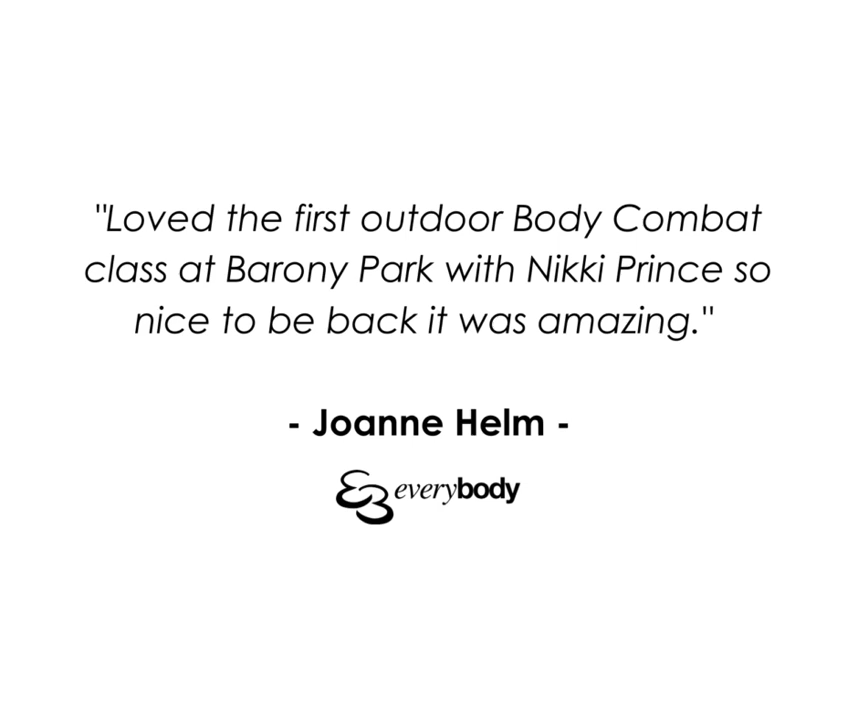 "Loved the first outdoor Body Combat
class at Barony Park with Nikki Prince so
nice to be back it was amazing."
- Joanne Helm -
everybody